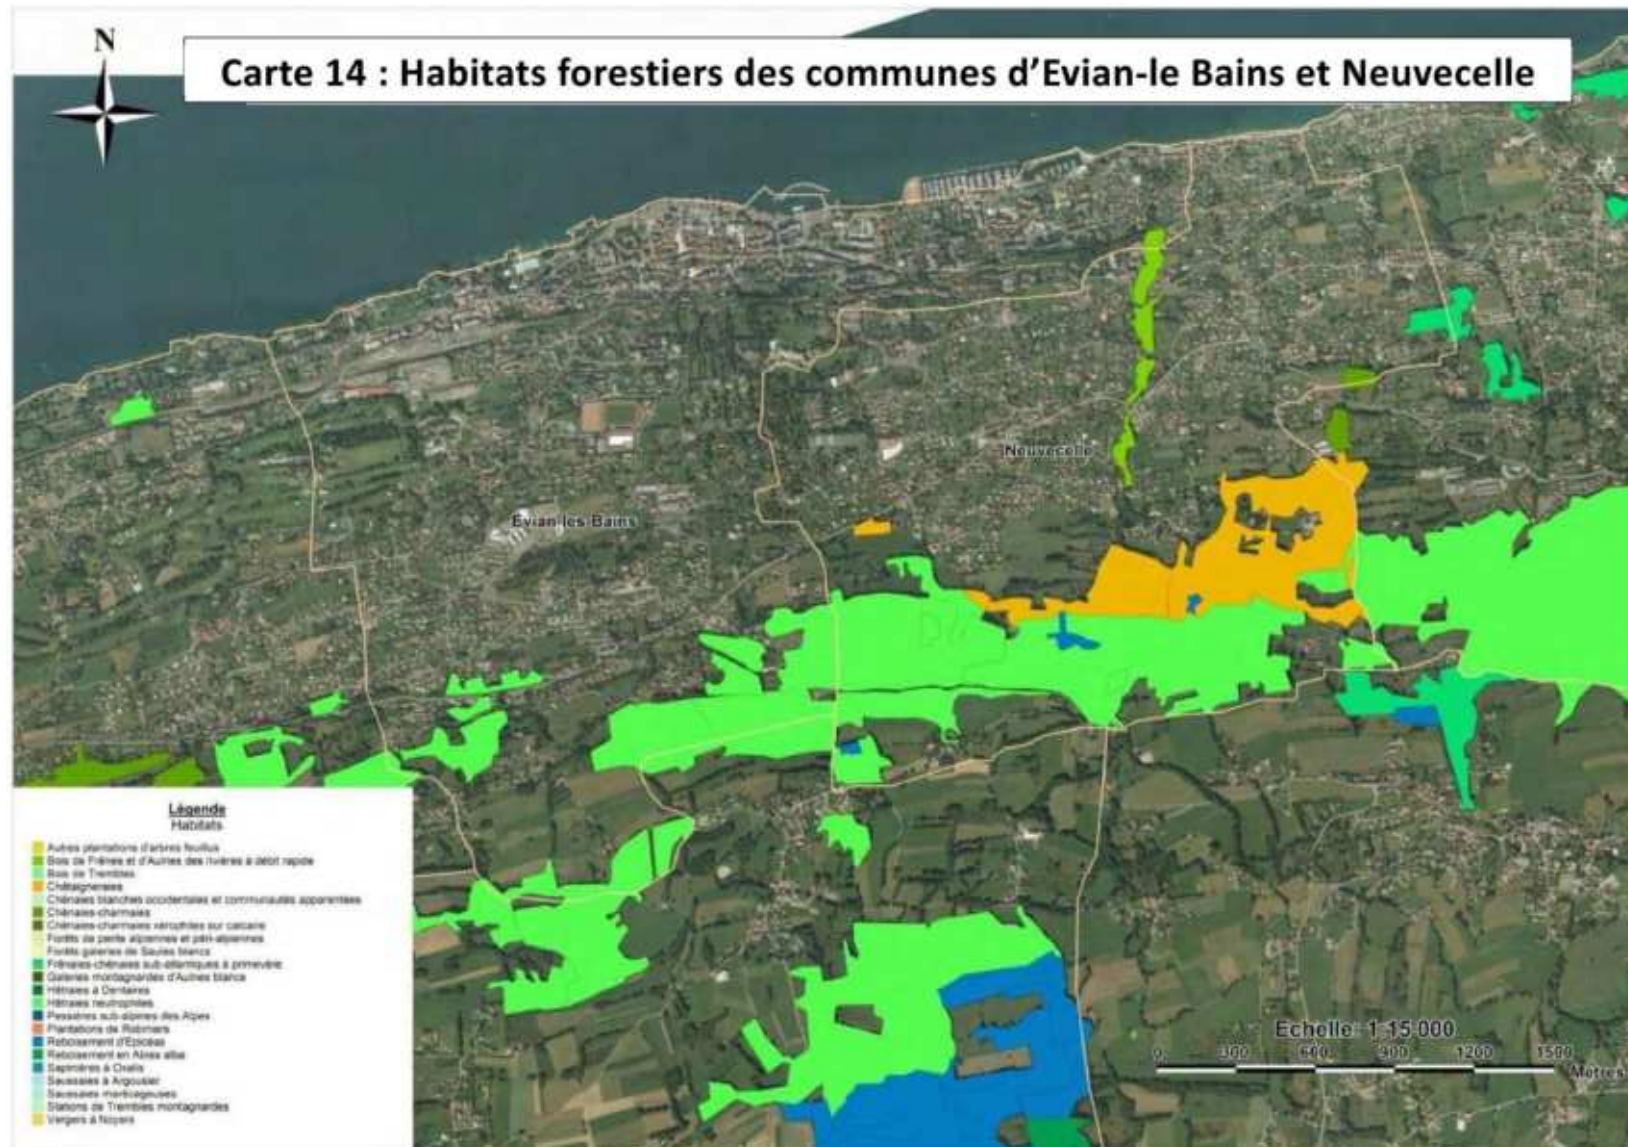 N
Carte 14 : Habitats forestiers des communes d'Evian-le Bains et Neuvecelle
Neuvecelle
Evian-les-Bains
Légende
Habitats
Autres plantations d'arbres feuillus
Bois de Frênes et d'Aulnes des rivières à débit rapide
Bois de Trembles
Châtaigneraies
Chênaies blanches occidentales et communautés apparentées
Chênaies-charmaies
Chênaies-charmaies xérophiles sur calcaire
Forêts de pente alpiennes et péri-alpiennes
Forêts galeries de Saules blancs
Frênaies-chênaies sub-atlantiques à primevère
Galeries montagnardes d'Aulnes blancs
Hêtraies à Dentaires
Hêtraies neutrophiles
Pessières sub-alpines des Alpes
Plantations de Robiniers
Reboisement d'Epicéas
Reboisement en Abies alba
Sapinières à Oxalis
Saussaies à Argousier
Saussaies marécageuses
Stations de Trembles montagnardes
Vergers à Noyers
Echelle: 1:15 000
0 300 600 900 1200 1500
Mètres